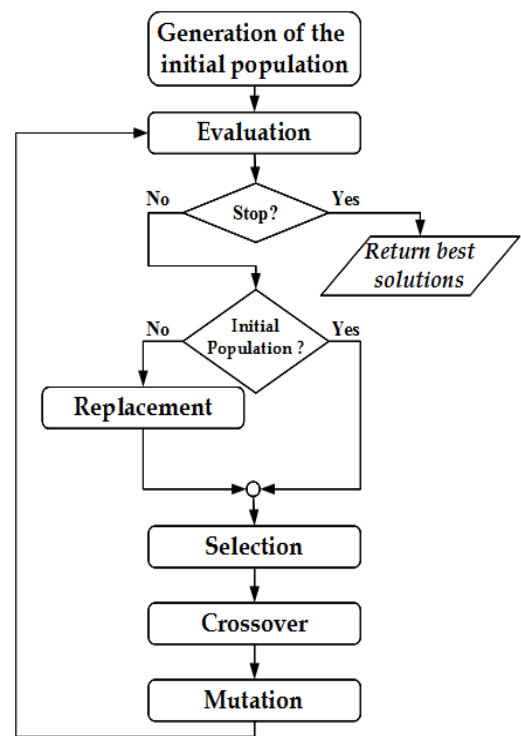 Generation of the
initial population
Evaluation
No
Stop?
Yes
Return best
solutions
No
Initial
Population ?
Yes
Replacement
Selection
Crossover
Mutation